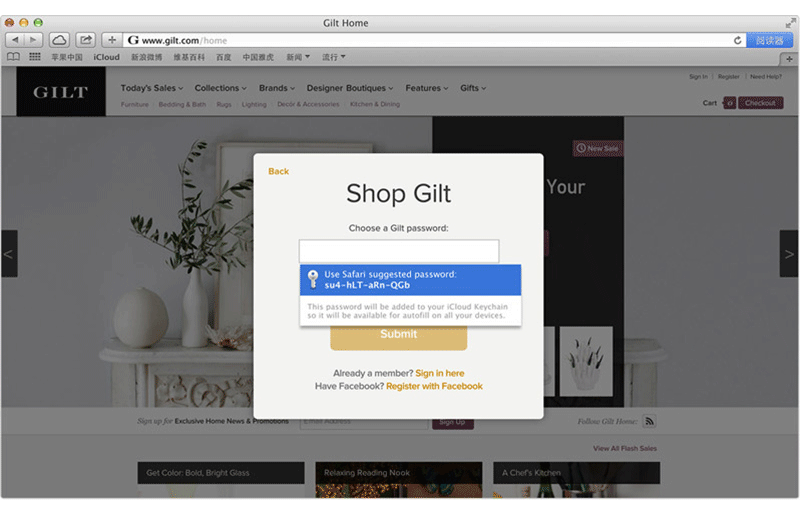 Gilt Home
www.gilt.com/home
阅读器
苹果中国 iCloud 新浪微博 维基百科 百度 中国雅虎 新闻 流行
Sign In | Register | Need Help?
GILT
Today's Sales Collections Brands Designer Boutiques Features Gifts
Furniture Bedding & Bath Rugs Lighting Decor & Accessories Kitchen & Dining
Cart 0 Checkout
New Sale
Your
Back
Shop Gilt
Choose a Gilt password:
Use Safari suggested password:
su4-hLT-aRn-QGb
This password will be added to your iCloud Keychain
so it will be available for autofill on all your devices.
Submit
Already a member? Sign in here
Have Facebook? Register with Facebook
Sign up for Exclusive Home News & Promotions Email Address Sign Up Follow Gilt Home:
View All Flash Sales
Get Color: Bold, Bright Glass Relaxing Reading Nook A Chef's Kitchen